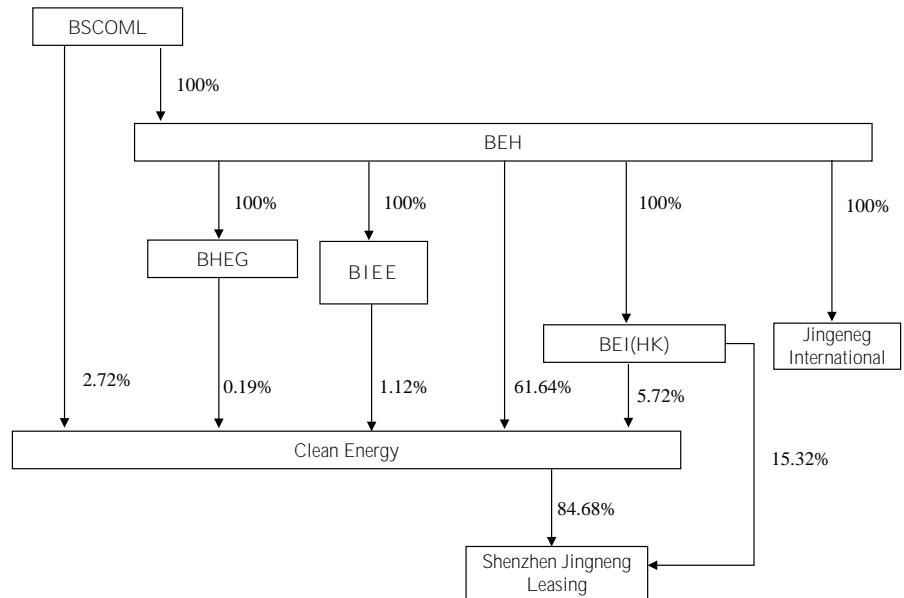 BSCOML
100%
BEH
100%
100%
100%
100%
BHEG
BIEE
BEI(HK)
Jingeneg
International
2.72%
0.19%
1.12%
61.64%
5.72%
Clean Energy
15.32%
84.68%
Shenzhen Jingneng
Leasing